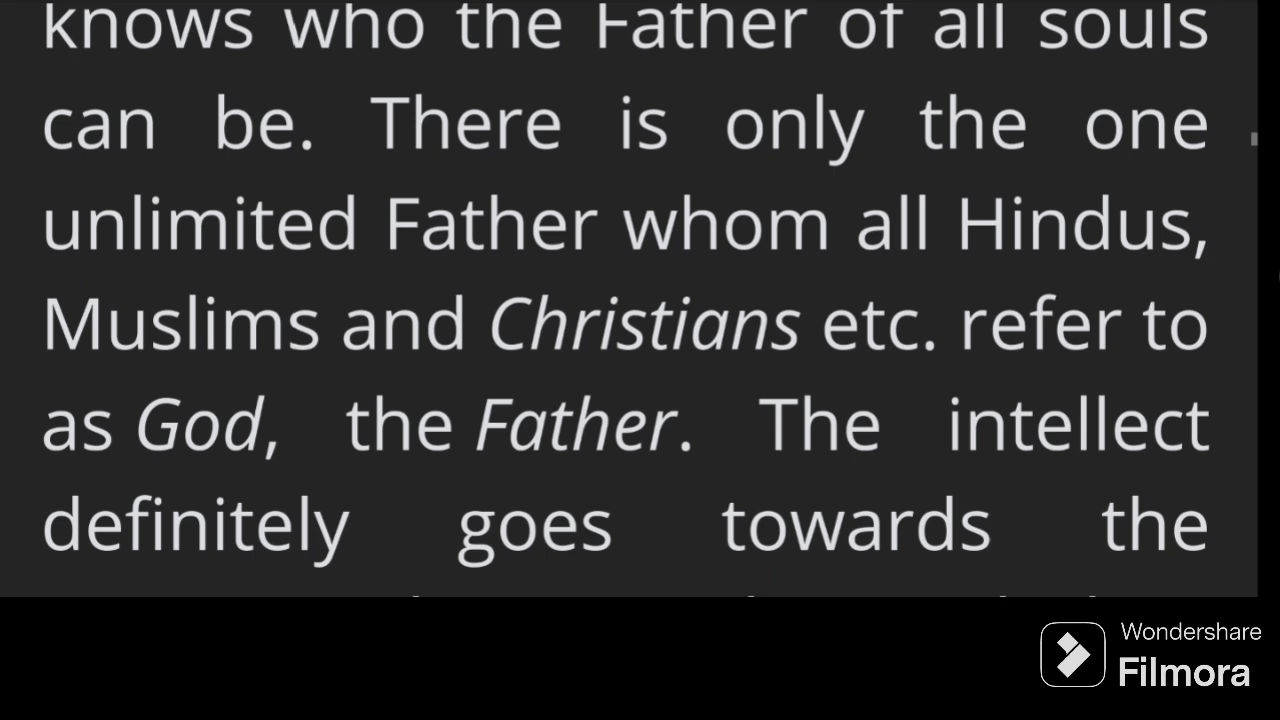 knows who the Father of all souls
can be. There is only the one
unlimited Father whom all Hindus,
Muslims and Christians etc. refer to
as God, the Father. The intellect
definitely goes towards the
Wondershare
Filmora